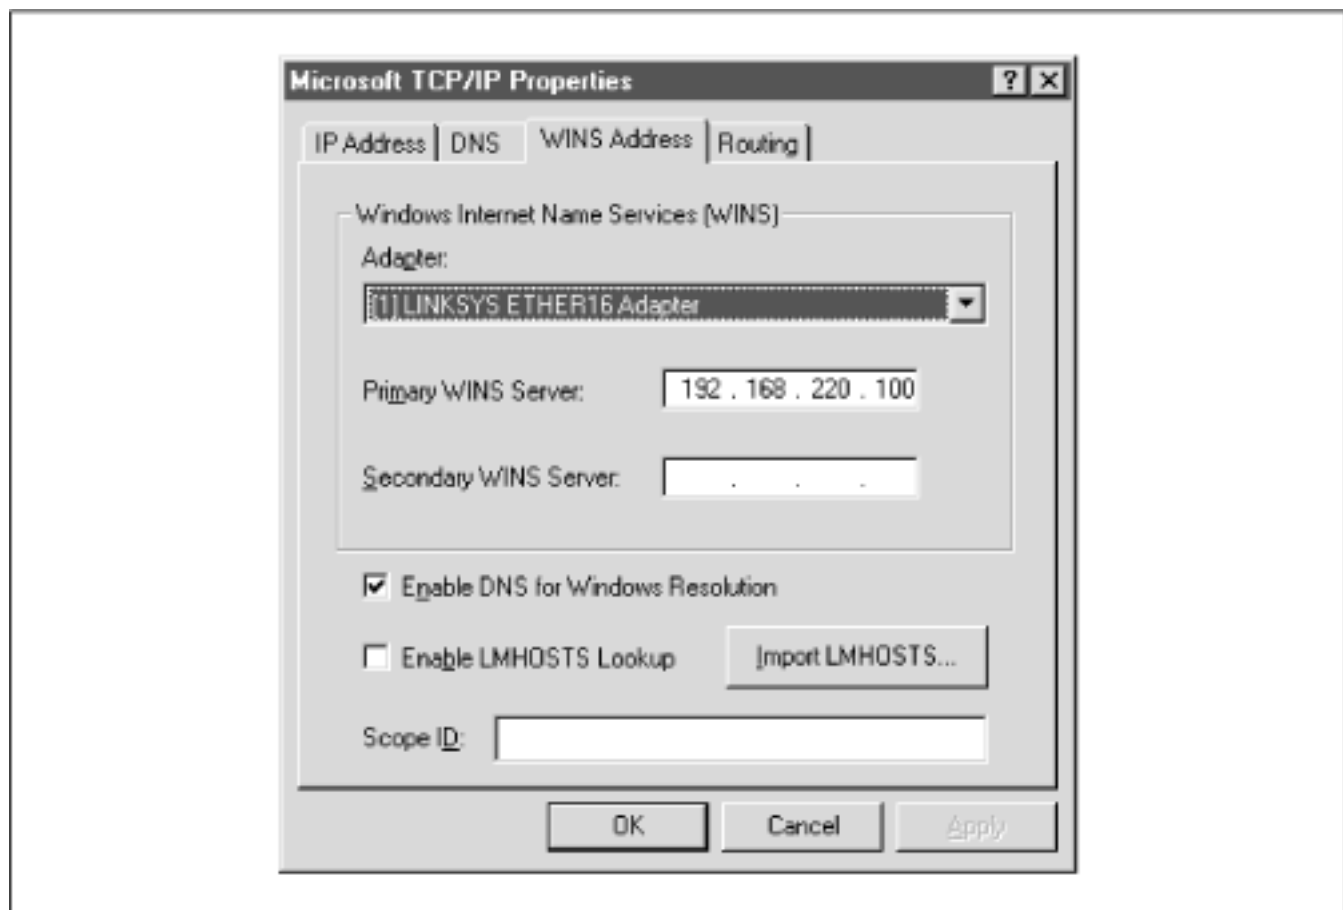 Microsoft TCP/IP Properties
IP Address DNS WINS Address Routing
Windows Internet Name Services (WINS)
Adapter:
[1] LINKSYS ETHER16 Adapter
Primary WINS Server: 192 . 168 . 220 . 100
Secondary WINS Server: . . .
Enable DNS for Windows Resolution
Enable LMHOSTS Lookup Import LMHOSTS...
Scope ID:
OK Cancel Apply